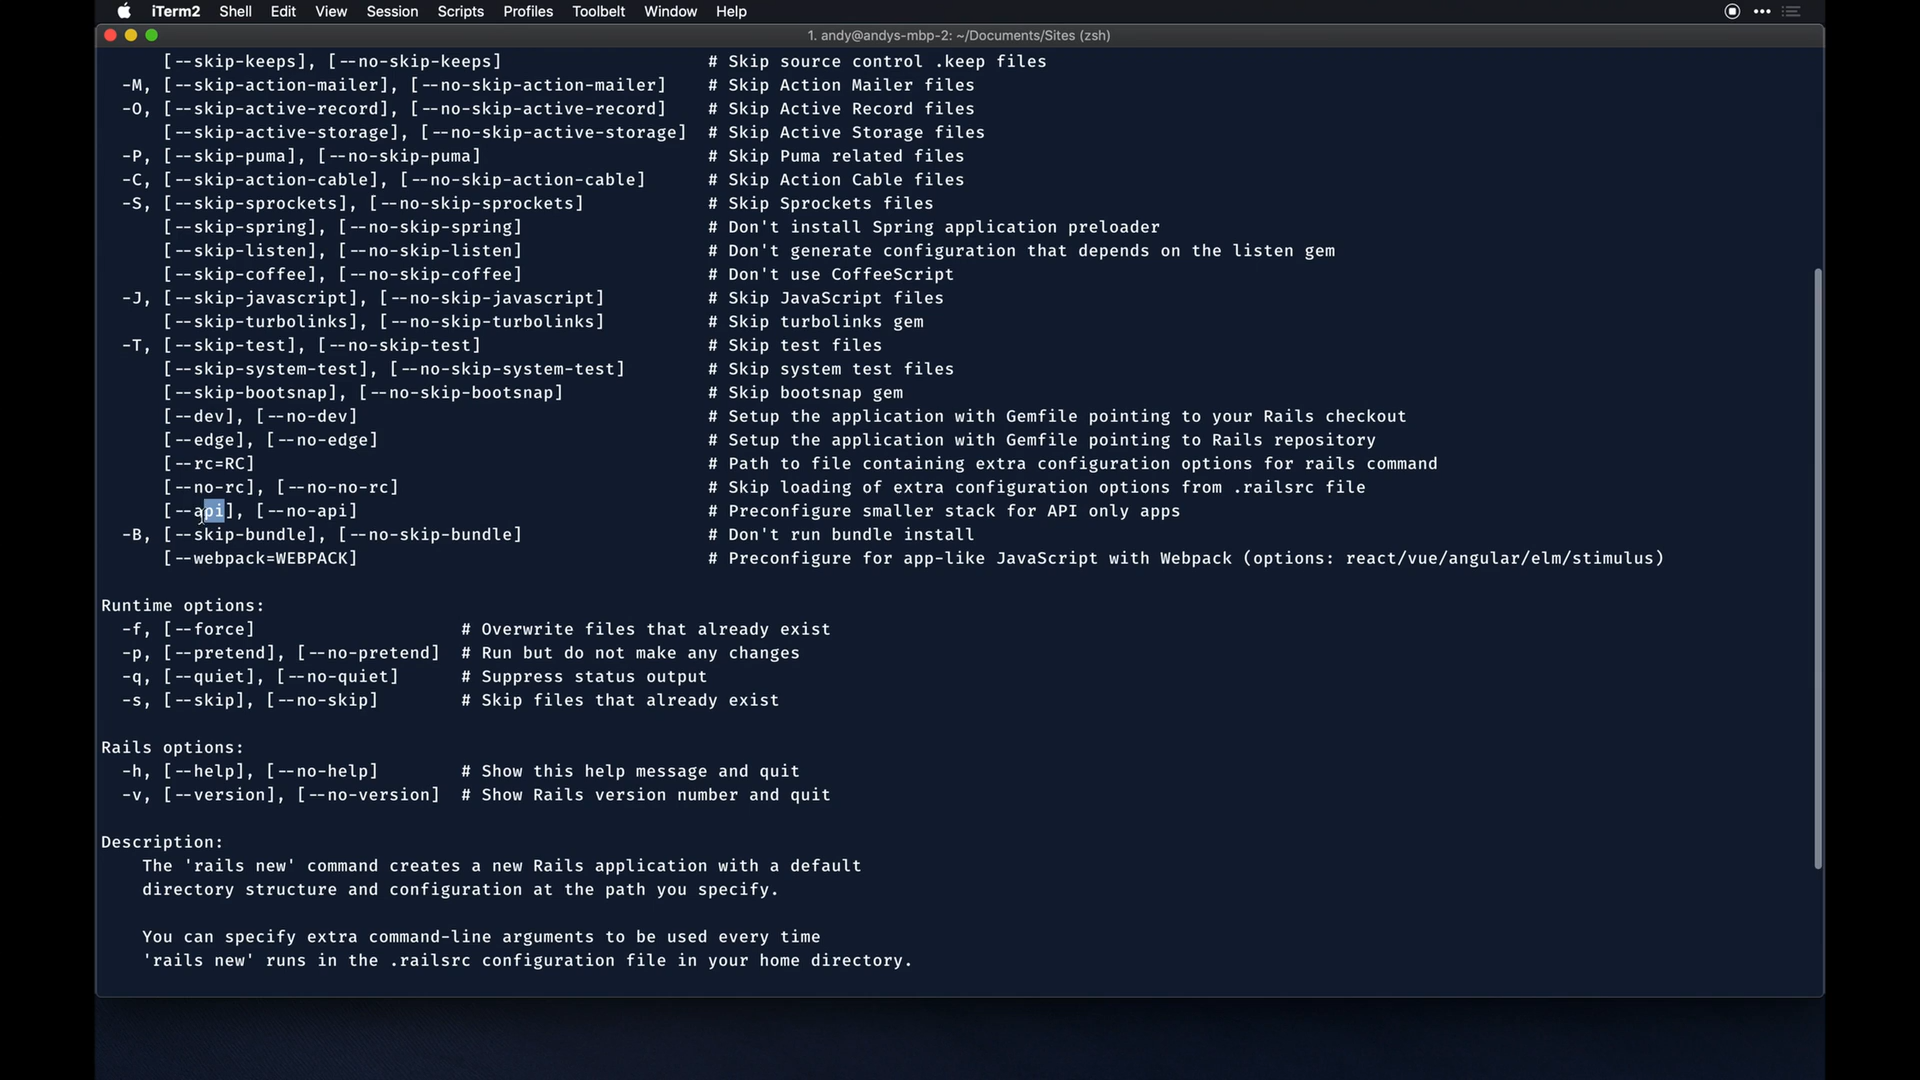 iTerm2 Shell Edit View Session Scripts Profiles Toolbelt Window Help
1. andy@andys-mbp-2: ~/Documents/Sites (zsh)
[--skip-keeps], [--no-skip-keeps] # Skip source control .keep files
-M, [--skip-action-mailer], [--no-skip-action-mailer] # Skip Action Mailer files
-O, [--skip-active-record], [--no-skip-active-record] # Skip Active Record files
[--skip-active-storage], [--no-skip-active-storage] # Skip Active Storage files
-P, [--skip-puma], [--no-skip-puma] # Skip Puma related files
-C, [--skip-action-cable], [--no-skip-action-cable] # Skip Action Cable files
-S, [--skip-sprockets], [--no-skip-sprockets] # Skip Sprockets files
[--skip-spring], [--no-skip-spring] # Don't install Spring application preloader
[--skip-listen], [--no-skip-listen] # Don't generate configuration that depends on the listen gem
[--skip-coffee], [--no-skip-coffee] # Don't use CoffeeScript
-J, [--skip-javascript], [--no-skip-javascript] # Skip JavaScript files
[--skip-turbolinks], [--no-skip-turbolinks] # Skip turbolinks gem
-T, [--skip-test], [--no-skip-test] # Skip test files
[--skip-system-test], [--no-skip-system-test] # Skip system test files
[--skip-bootsnap], [--no-skip-bootsnap] # Skip bootsnap gem
[--dev], [--no-dev] # Setup the application with Gemfile pointing to your Rails checkout
[--edge], [--no-edge] # Setup the application with Gemfile pointing to Rails repository
[--rc=RC] # Path to file containing extra configuration options for rails command
[--no-rc], [--no-no-rc] # Skip loading of extra configuration options from .railsrc file
[--api], [--no-api] # Preconfigure smaller stack for API only apps
-B, [--skip-bundle], [--no-skip-bundle] # Don't run bundle install
[--webpack=WEBPACK] # Preconfigure for app-like JavaScript with Webpack (options: react/vue/angular/elm/stimulus)
Runtime options:
-f, [--force] # Overwrite files that already exist
-p, [--pretend], [--no-pretend] # Run but do not make any changes
-q, [--quiet], [--no-quiet] # Suppress status output
-s, [--skip], [--no-skip] # Skip files that already exist
Rails options:
-h, [--help], [--no-help] # Show this help message and quit
-v, [--version], [--no-version] # Show Rails version number and quit
Description:
The 'rails new' command creates a new Rails application with a default
directory structure and configuration at the path you specify.
You can specify extra command-line arguments to be used every time
'rails new' runs in the .railsrc configuration file in your home directory.